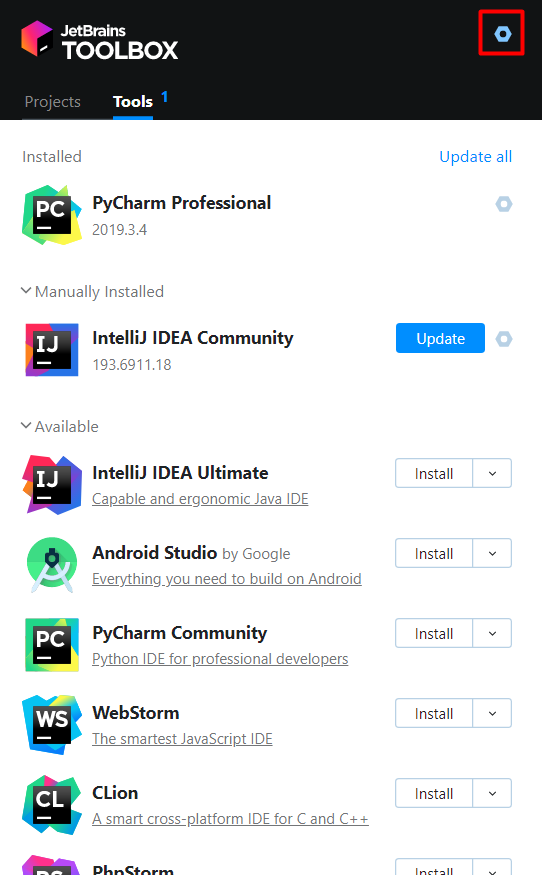 JetBrains
TOOLBOX
Projects
Tools 1
Installed
Update all
PC
PyCharm Professional
2019.3.4
Manually Installed
IJ
IntelliJ IDEA Community
193.6911.18
Update
Available
IJ
IntelliJ IDEA Ultimate
Capable and ergonomic Java IDE
Install
Android Studio by Google
Everything you need to build on Android
Install
PC
PyCharm Community
Python IDE for professional developers
Install
WS
WebStorm
The smartest JavaScript IDE
Install
CL
CLion
A smart cross-platform IDE for C and C++
Install
PS
PhpStorm
Install